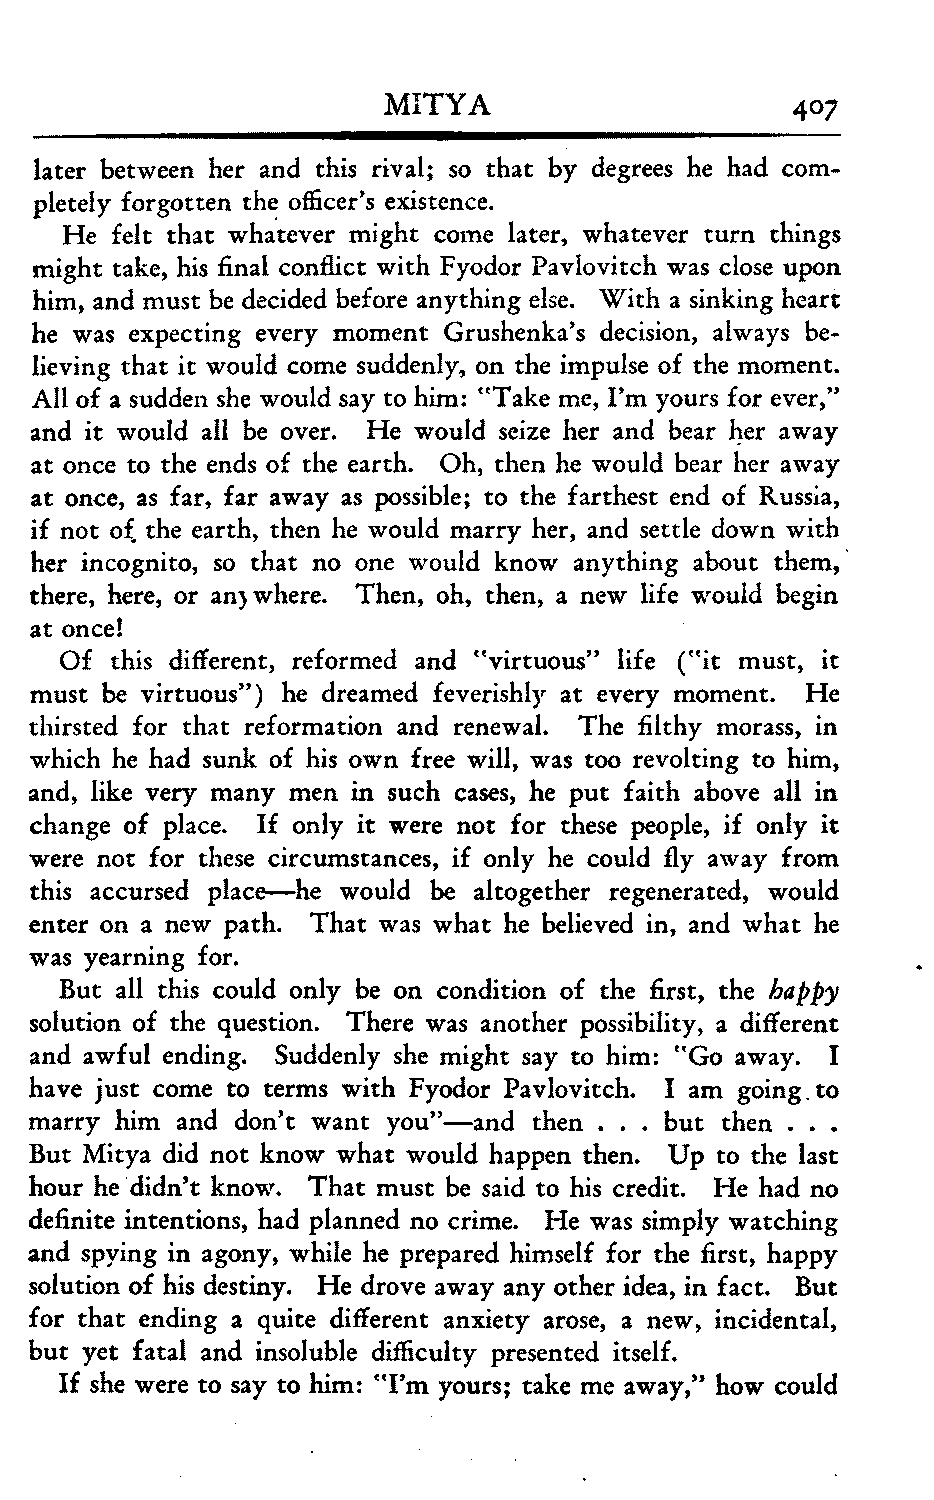 MITYA 407
later between her and this rival; so that by degrees he had com-
pletely forgotten the officer's existence.
He felt that whatever might come later, whatever turn things
might take, his final conflict with Fyodor Pavlovitch was close upon
him, and must be decided before anything else. With a sinking heart
he was expecting every moment Grushenka's decision, always be-
lieving that it would come suddenly, on the impulse of the moment.
All of a sudden she would say to him: "Take me, I'm yours for ever,"
and it would all be over. He would seize her and bear her away
at once to the ends of the earth. Oh, then he would bear her away
at once, as far, far away as possible; to the farthest end of Russia,
if not of the earth, then he would marry her, and settle down with
her incognito, so that no one would know anything about them,
there, here, or anywhere. Then, oh, then, a new life would begin
at once!
Of this different, reformed and "virtuous" life ("it must, it
must be virtuous") he dreamed feverishly at every moment. He
thirsted for that reformation and renewal. The filthy morass, in
which he had sunk of his own free will, was too revolting to him,
and, like very many men in such cases, he put faith above all in
change of place. If only it were not for these people, if only it
were not for these circumstances, if only he could fly away from
this accursed place—he would be altogether regenerated, would
enter on a new path. That was what he believed in, and what he
was yearning for.
But all this could only be on condition of the first, the happy
solution of the question. There was another possibility, a different
and awful ending. Suddenly she might say to him: "Go away. I
have just come to terms with Fyodor Pavlovitch. I am going to
marry him and don't want you"—and then . . . but then . . .
But Mitya did not know what would happen then. Up to the last
hour he didn't know. That must be said to his credit. He had no
definite intentions, had planned no crime. He was simply watching
and spying in agony, while he prepared himself for the first, happy
solution of his destiny. He drove away any other idea, in fact. But
for that ending a quite different anxiety arose, a new, incidental,
but yet fatal and insoluble difficulty presented itself.
If she were to say to him: "I'm yours; take me away," how could